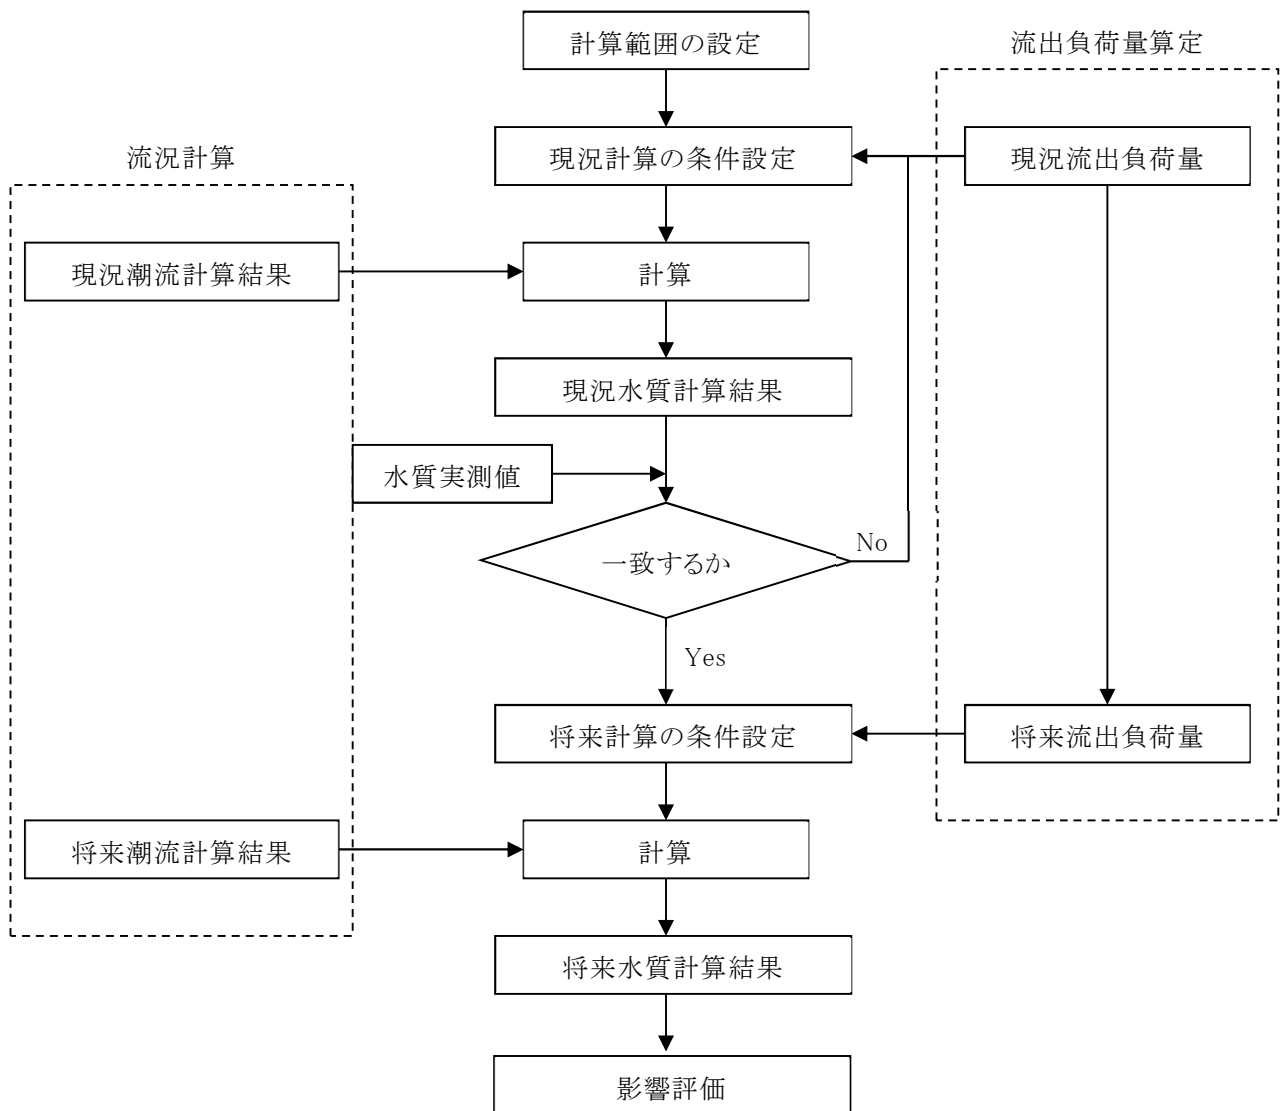 計算範囲の設定
流出負荷量算定
現況計算の条件設定
現況流出負荷量
流況計算
現況潮流計算結果
計算
現況水質計算結果
水質実測値
一致するか
No
Yes
将来計算の条件設定
将来流出負荷量
将来潮流計算結果
計算
将来水質計算結果
影響評価